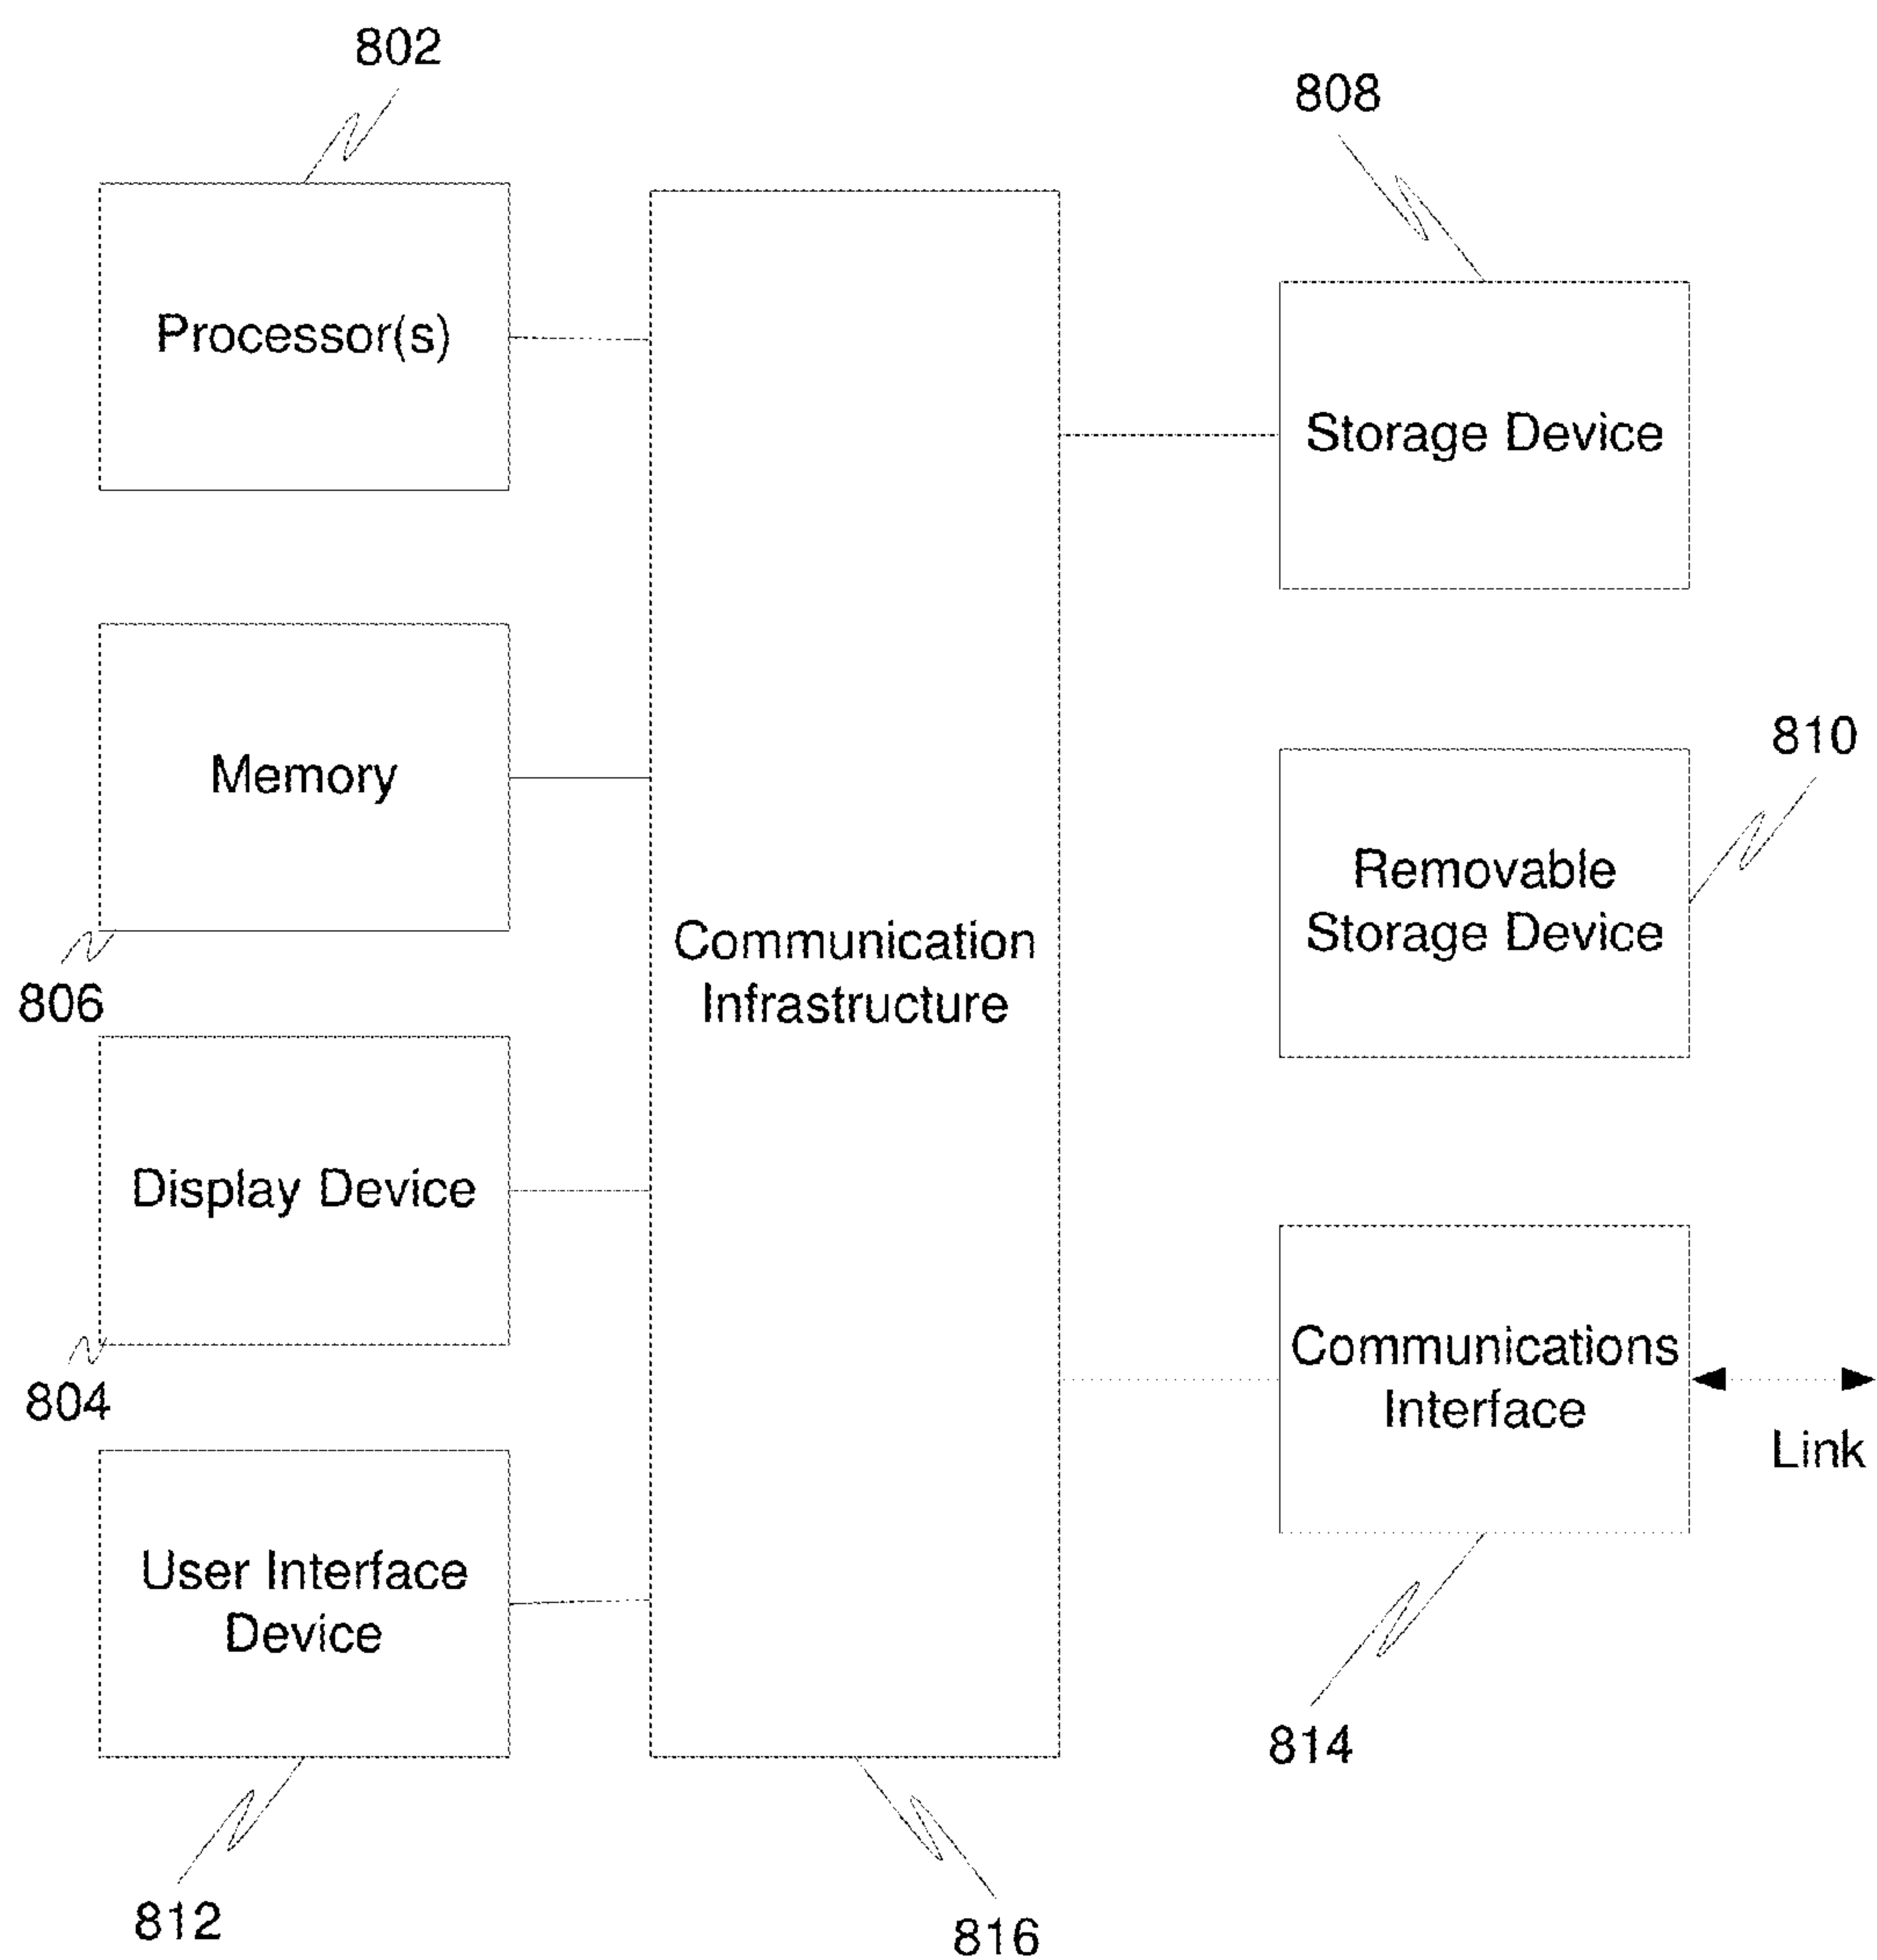 802
808
Processor(s)
Storage Device
810
Memory
Removable
Storage Device
Communication
Infrastructure
806
Display Device
Communications
Interface
804
Link
User Interface
Device
814
812
816